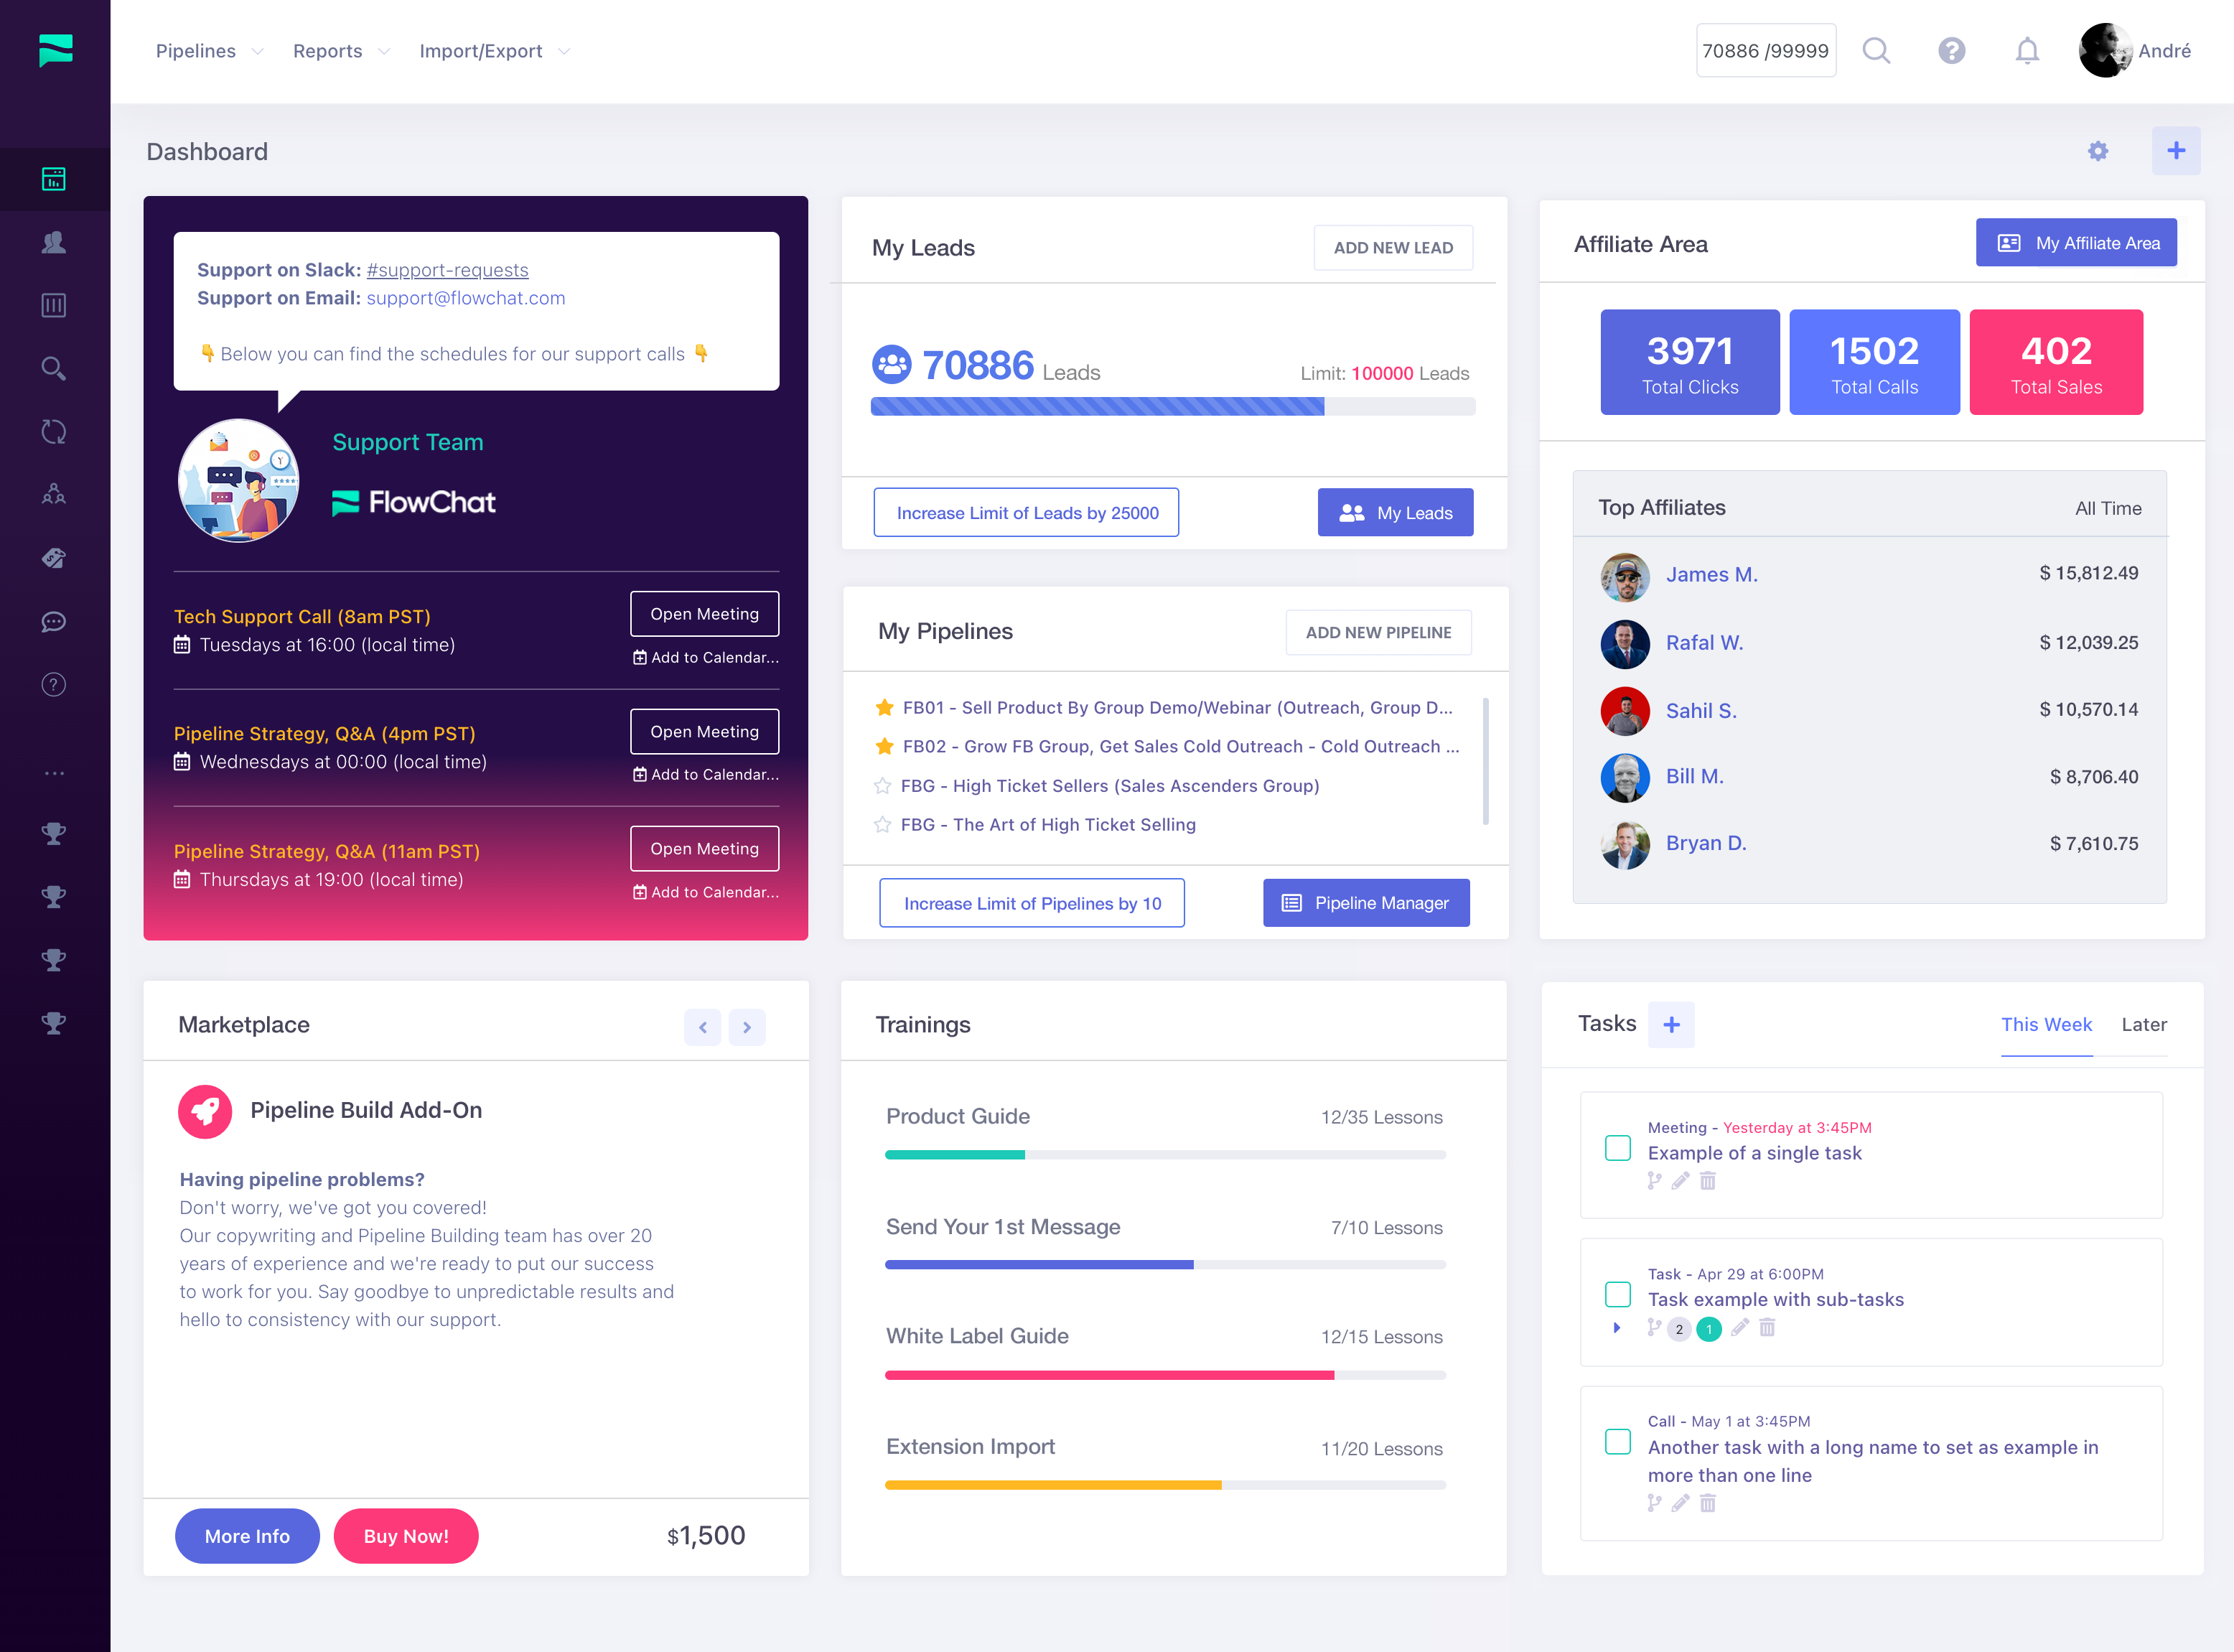 Pipelines Reports Import/Export 70886 /99999 André
Dashboard
Support on Slack: #support-requests
Support on Email: support@flowchat.com
👇 Below you can find the schedules for our support calls 👇
Support Team
FlowChat
Tech Support Call (8am PST)
Tuesdays at 16:00 (local time)
Open Meeting
Add to Calendar...
Pipeline Strategy, Q&A (4pm PST)
Wednesdays at 00:00 (local time)
Open Meeting
Add to Calendar...
Pipeline Strategy, Q&A (11am PST)
Thursdays at 19:00 (local time)
Open Meeting
Add to Calendar...
My Leads ADD NEW LEAD
70886 Leads Limit: 100000 Leads
Increase Limit of Leads by 25000 My Leads
My Pipelines ADD NEW PIPELINE
FB01 - Sell Product By Group Demo/Webinar (Outreach, Group D...
FB02 - Grow FB Group, Get Sales Cold Outreach - Cold Outreach ...
FBG - High Ticket Sellers (Sales Ascenders Group)
FBG - The Art of High Ticket Selling
Increase Limit of Pipelines by 10 Pipeline Manager
Affiliate Area My Affiliate Area
3971 1502 402
Total Clicks Total Calls Total Sales
Top Affiliates All Time
James M. $ 15,812.49
Rafal W. $ 12,039.25
Sahil S. $ 10,570.14
Bill M. $ 8,706.40
Bryan D. $ 7,610.75
Marketplace
Pipeline Build Add-On
Having pipeline problems?
Don't worry, we've got you covered!
Our copywriting and Pipeline Building team has over 20
years of experience and we're ready to put our success
to work for you. Say goodbye to unpredictable results and
hello to consistency with our support.
More Info Buy Now! $1,500
Trainings
Product Guide 12/35 Lessons
Send Your 1st Message 7/10 Lessons
White Label Guide 12/15 Lessons
Extension Import 11/20 Lessons
Tasks + This Week Later
Meeting - Yesterday at 3:45PM
Example of a single task
Task - Apr 29 at 6:00PM
Task example with sub-tasks
2 1
Call - May 1 at 3:45PM
Another task with a long name to set as example in
more than one line